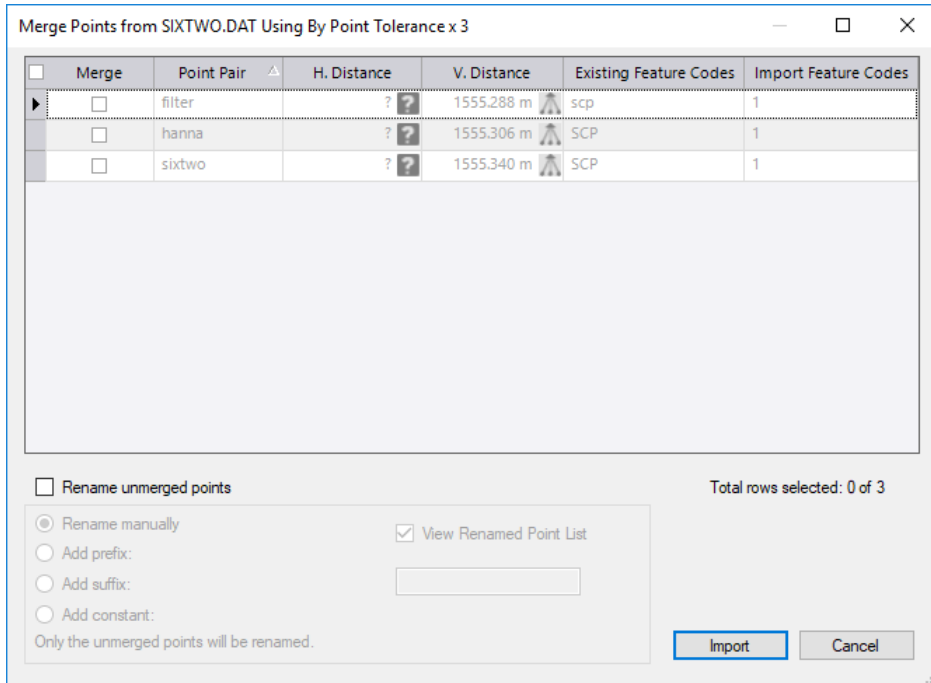 Merge Points from SIXTWO.DAT Using By Point Tolerance x 3
Merge Point Pair H. Distance V. Distance Existing Feature Codes Import Feature Codes
filter ? ? 1555.288 m scp 1
hanna ? ? 1555.306 m SCP 1
sixtwo ? ? 1555.340 m SCP 1
Rename unmerged points Total rows selected: 0 of 3
Rename manually View Renamed Point List
Add prefix:
Add suffix:
Add constant:
Only the unmerged points will be renamed.
Import Cancel